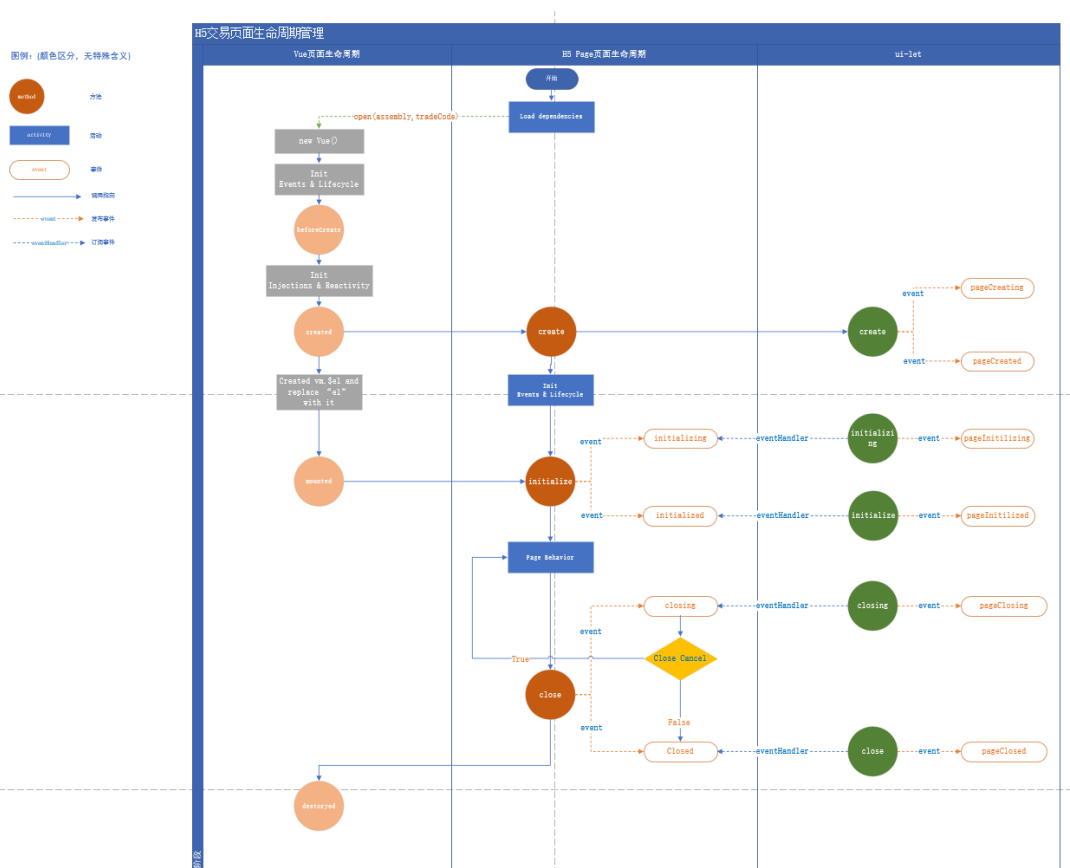 H5交易页面生命周期管理
图例：(颜色区分, 无特殊含义)
method
方法
activity
活动
event
事件
调用指向
event
发布事件
eventHandler
订阅事件
Vue页面生命周期
H5 Page页面生命周期
ui-let
开始
Load dependencies
open(assembly,tradeCode)
new Vue()
Init
Events & Lifecycle
beforeCreate
Init
Injections & Reactivity
created
create
create
event
pageCreating
event
pageCreated
Created vm.$el and
replace “el”
with it
Init
Events & Lifecycle
event
initializing
eventHandler
initializi
ng
event
pageInitilizing
mounted
initialize
event
initialized
eventHandler
initialize
event
pageInitilized
Page Behavior
closing
eventHandler
closing
event
pageClosing
event
Close Cancel
True
close
False
event
Closed
eventHandler
close
event
pageClosed
destoryed
阶段